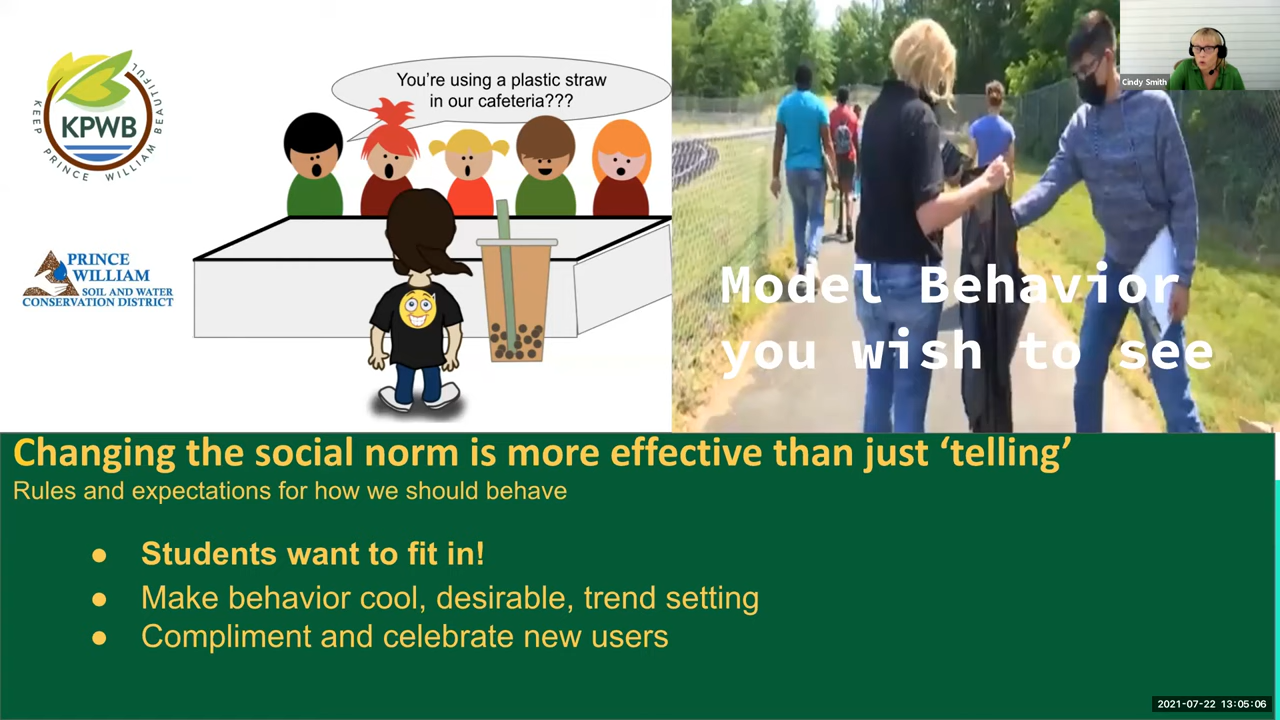 KEEP PRINCE WILLIAM BEAUTIFUL
KPWB
PRINCE
WILLIAM
SOIL AND WATER
CONSERVATION DISTRICT
You're using a plastic straw
in our cafeteria???
Cindy Smith
Model Behavior
you wish to see
Changing the social norm is more effective than just ‘telling’
Rules and expectations for how we should behave
● Students want to fit in!
● Make behavior cool, desirable, trend setting
● Compliment and celebrate new users
2021-07-22 13:05:06